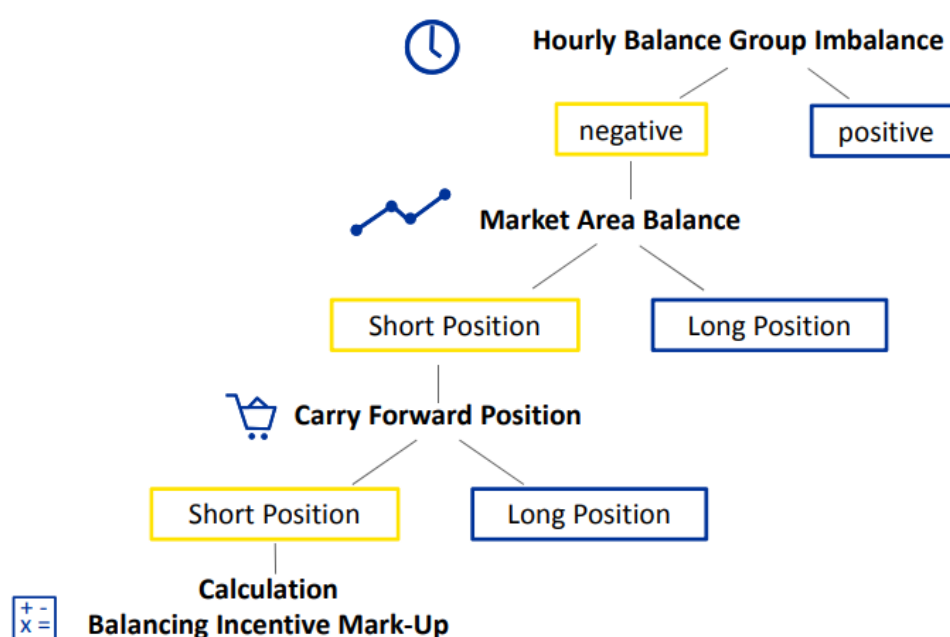 Hourly Balance Group Imbalance
negative
positive
Market Area Balance
Short Position
Long Position
Carry Forward Position
Short Position
Long Position
Calculation
Balancing Incentive Mark-Up
+ -
x =